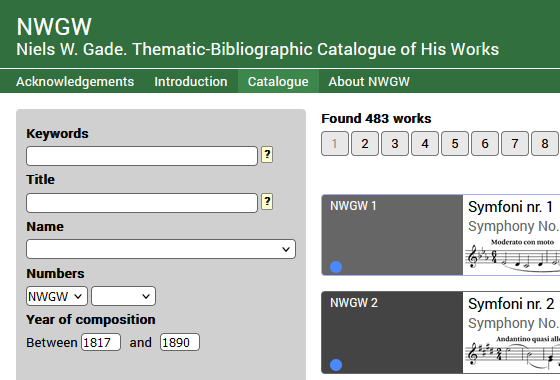 NWGW
Niels W. Gade. Thematic-Bibliographic Catalogue of His Works
Acknowledgements Introduction Catalogue About NWGW
Keywords
?
Title
?
Name
Numbers
NWGW
Year of composition
Between 1817 and 1890
Found 483 works
1 2 3 4 5 6 7 8
NWGW 1
Symfoni nr. 1
Symphony No.
Moderato con moto
NWGW 2
Symfoni nr. 2
Symphony No.
Andantino quasi alle